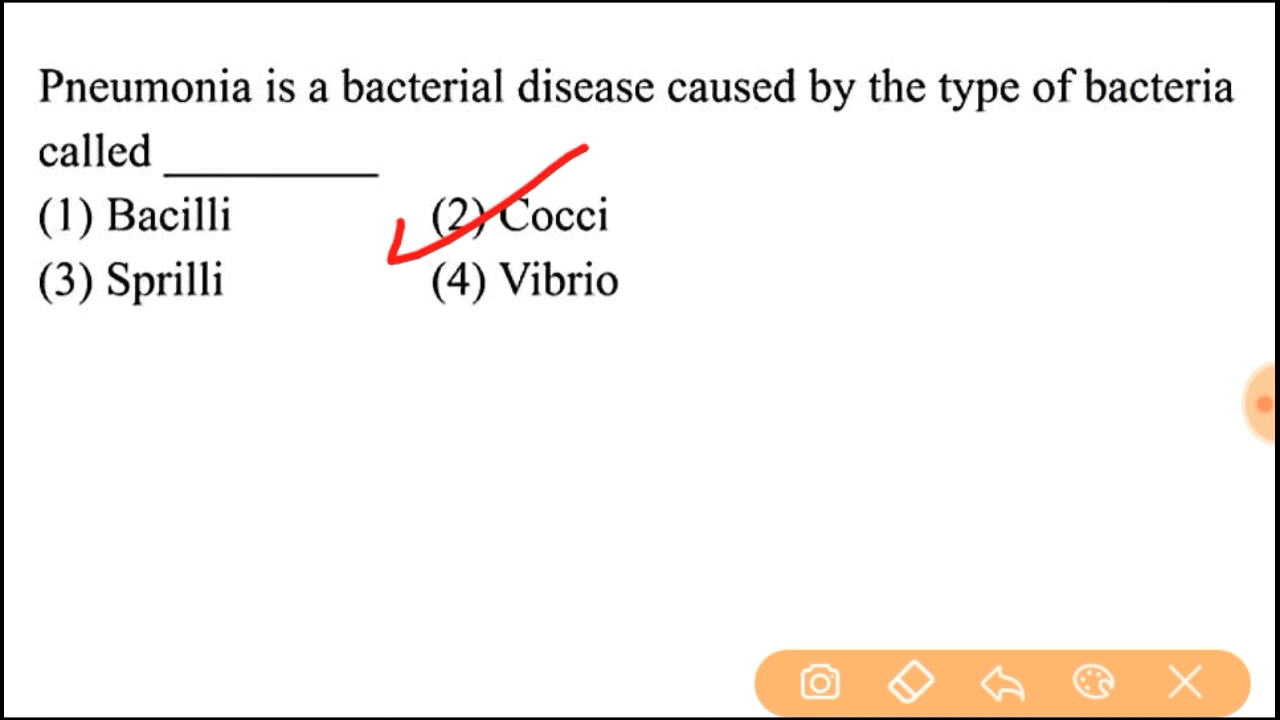 Pneumonia is a bacterial disease caused by the type of bacteria
called __________
(1) Bacilli (2) Cocci
(3) Sprilli (4) Vibrio